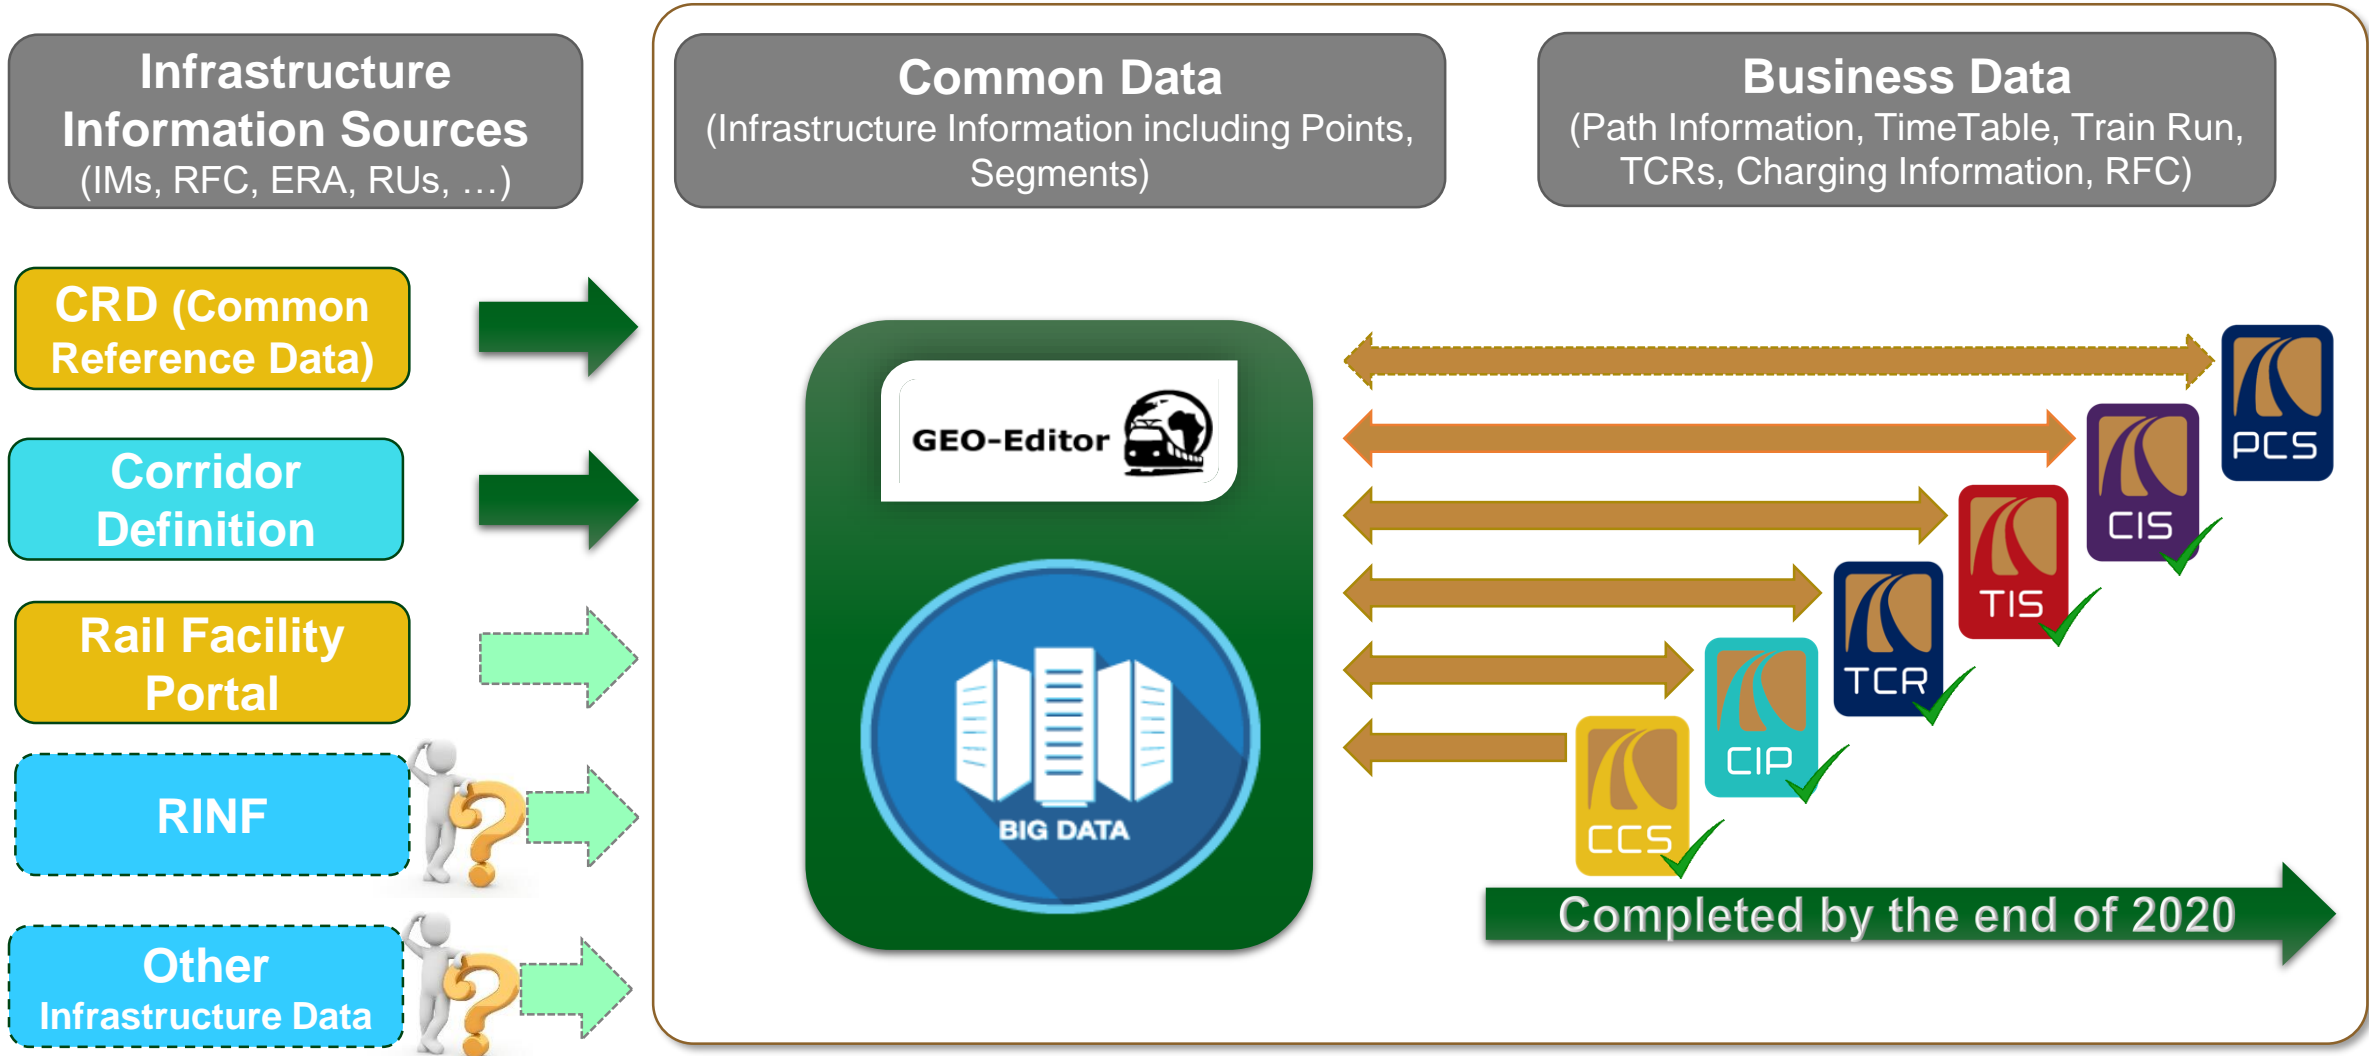 Infrastructure
Information Sources
(IMs, RFC, ERA, RUs, …)
Common Data
(Infrastructure Information including Points,
Segments)
Business Data
(Path Information, TimeTable, Train Run,
TCRs, Charging Information, RFC)
CRD (Common
Reference Data)
Corridor
Definition
Rail Facility
Portal
RINF
Other
Infrastructure Data
GEO-Editor
BIG DATA
PCS
CIS
TIS
TCR
CIP
CCS
Completed by the end of 2020